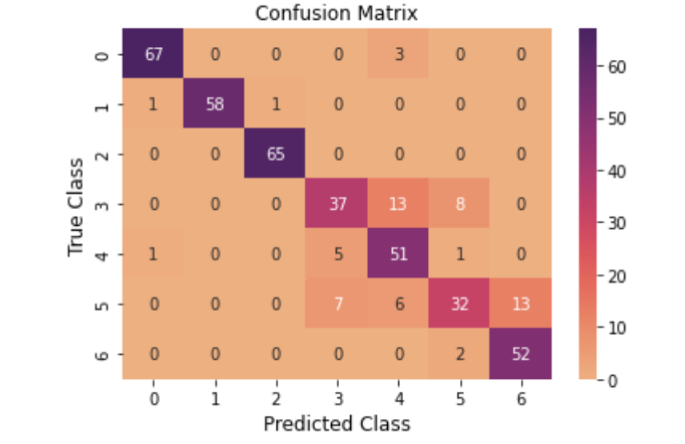 Confusion Matrix
True Class
0 67 0 0 0 3 0 0
1 1 58 1 0 0 0 0
2 0 0 65 0 0 0 0
3 0 0 0 37 13 8 0
4 1 0 0 5 51 1 0
5 0 0 0 7 6 32 13
6 0 0 0 0 0 2 52
0 1 2 3 4 5 6
Predicted Class
60
50
40
30
20
10
0